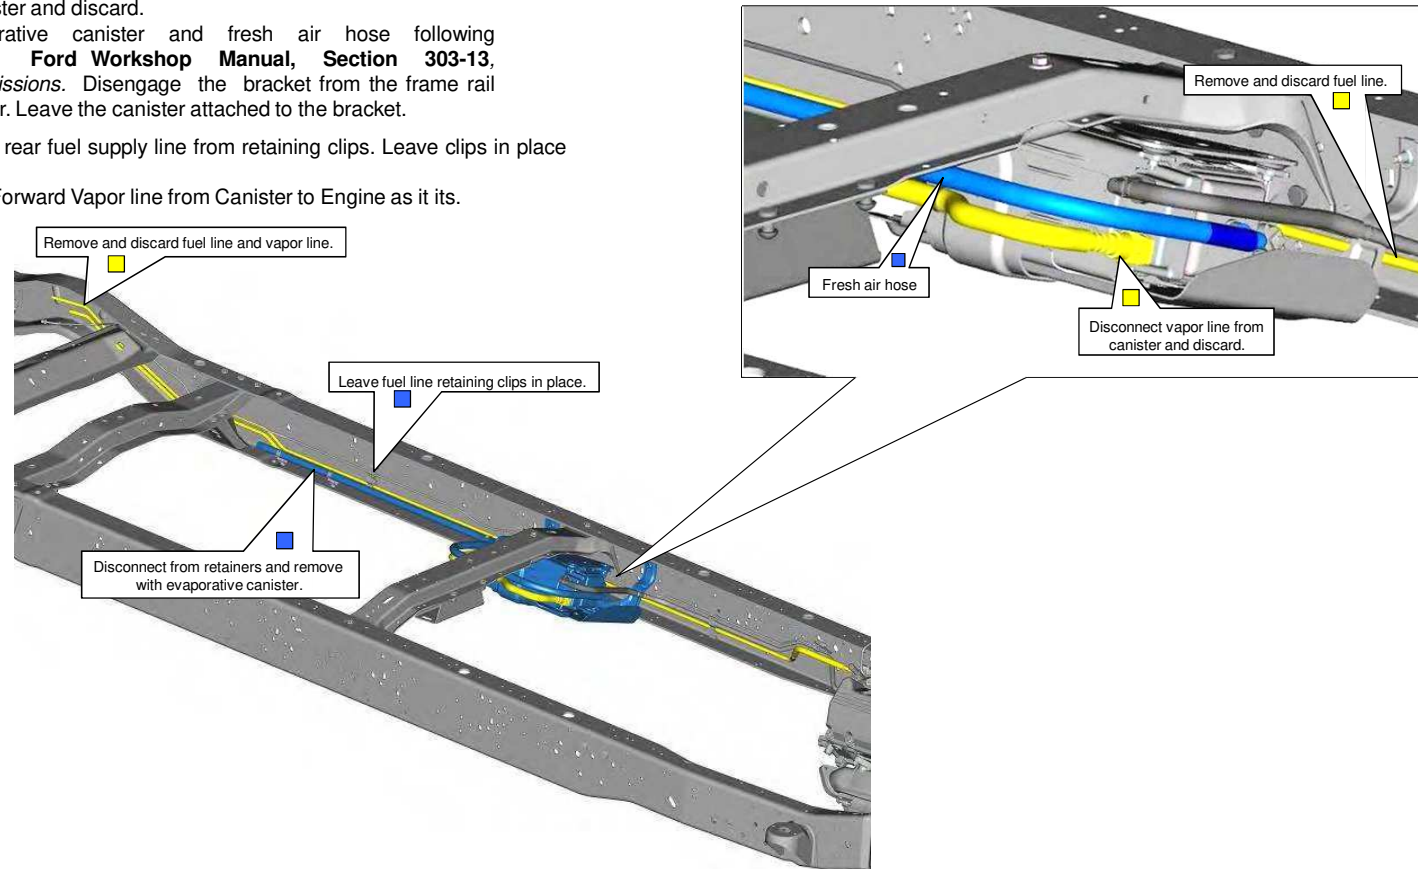 ster and discard.
rative canister and fresh air hose following
Ford Workshop Manual, Section 303-13,
issions. Disengage the bracket from the frame rail
r. Leave the canister attached to the bracket.
rear fuel supply line from retaining clips. Leave clips in place
Forward Vapor line from Canister to Engine as it its.
Remove and discard fuel line.
Fresh air hose
Disconnect vapor line from
canister and discard.
Remove and discard fuel line and vapor line.
Leave fuel line retaining clips in place.
Disconnect from retainers and remove
with evaporative canister.